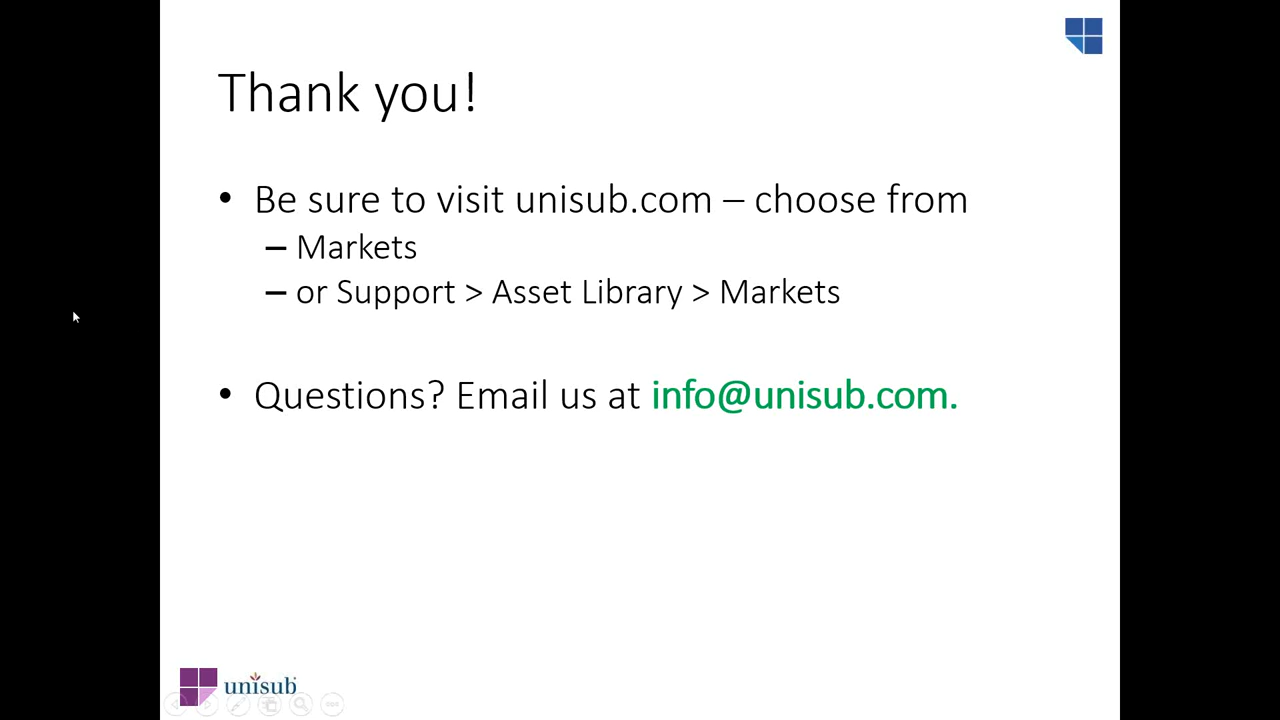 Thank you!
• Be sure to visit unisub.com – choose from
– Markets
– or Support > Asset Library > Markets
• Questions? Email us at info@unisub.com.
unisub